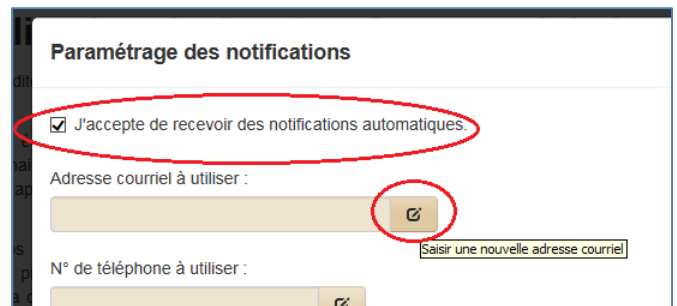 Paramétrage des notifications
J'accepte de recevoir des notifications automatiques.
Adresse courriel à utiliser :
Saisir une nouvelle adresse courriel
N° de téléphone à utiliser :